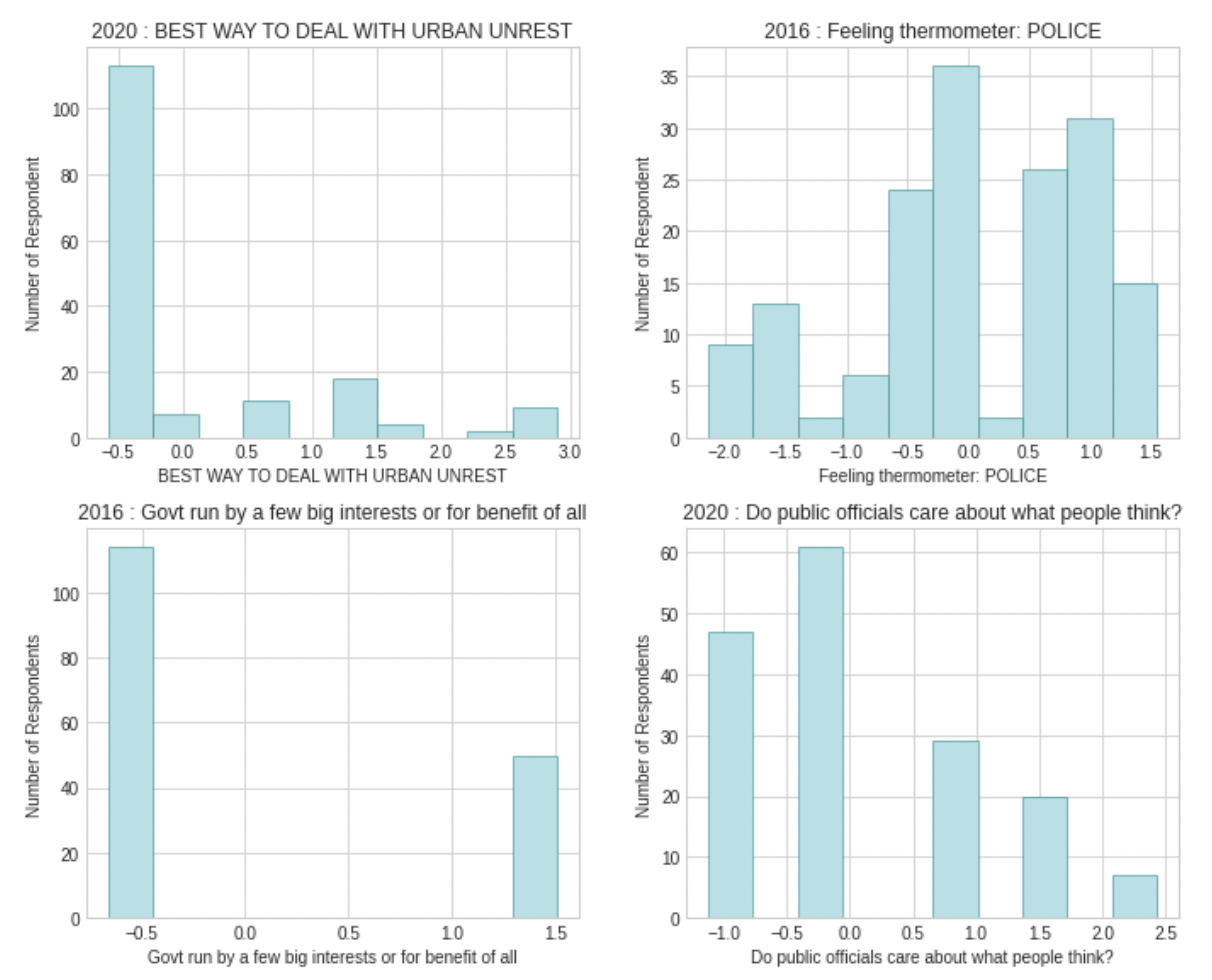 2020 : BEST WAY TO DEAL WITH URBAN UNREST
100
80
60
40
20
0
Number of Respondent
−0.5 0.0 0.5 1.0 1.5 2.0 2.5 3.0
BEST WAY TO DEAL WITH URBAN UNREST
2016 : Feeling thermometer: POLICE
35
30
25
20
15
10
5
0
Number of Respondent
−2.0 −1.5 −1.0 −0.5 0.0 0.5 1.0 1.5
Feeling thermometer: POLICE
2016 : Govt run by a few big interests or for benefit of all
100
80
60
40
20
0
Number of Respondents
−0.5 0.0 0.5 1.0 1.5
Govt run by a few big interests or for benefit of all
2020 : Do public officials care about what people think?
60
50
40
30
20
10
0
Number of Respondents
−1.0 −0.5 0.0 0.5 1.0 1.5 2.0 2.5
Do public officials care about what people think?